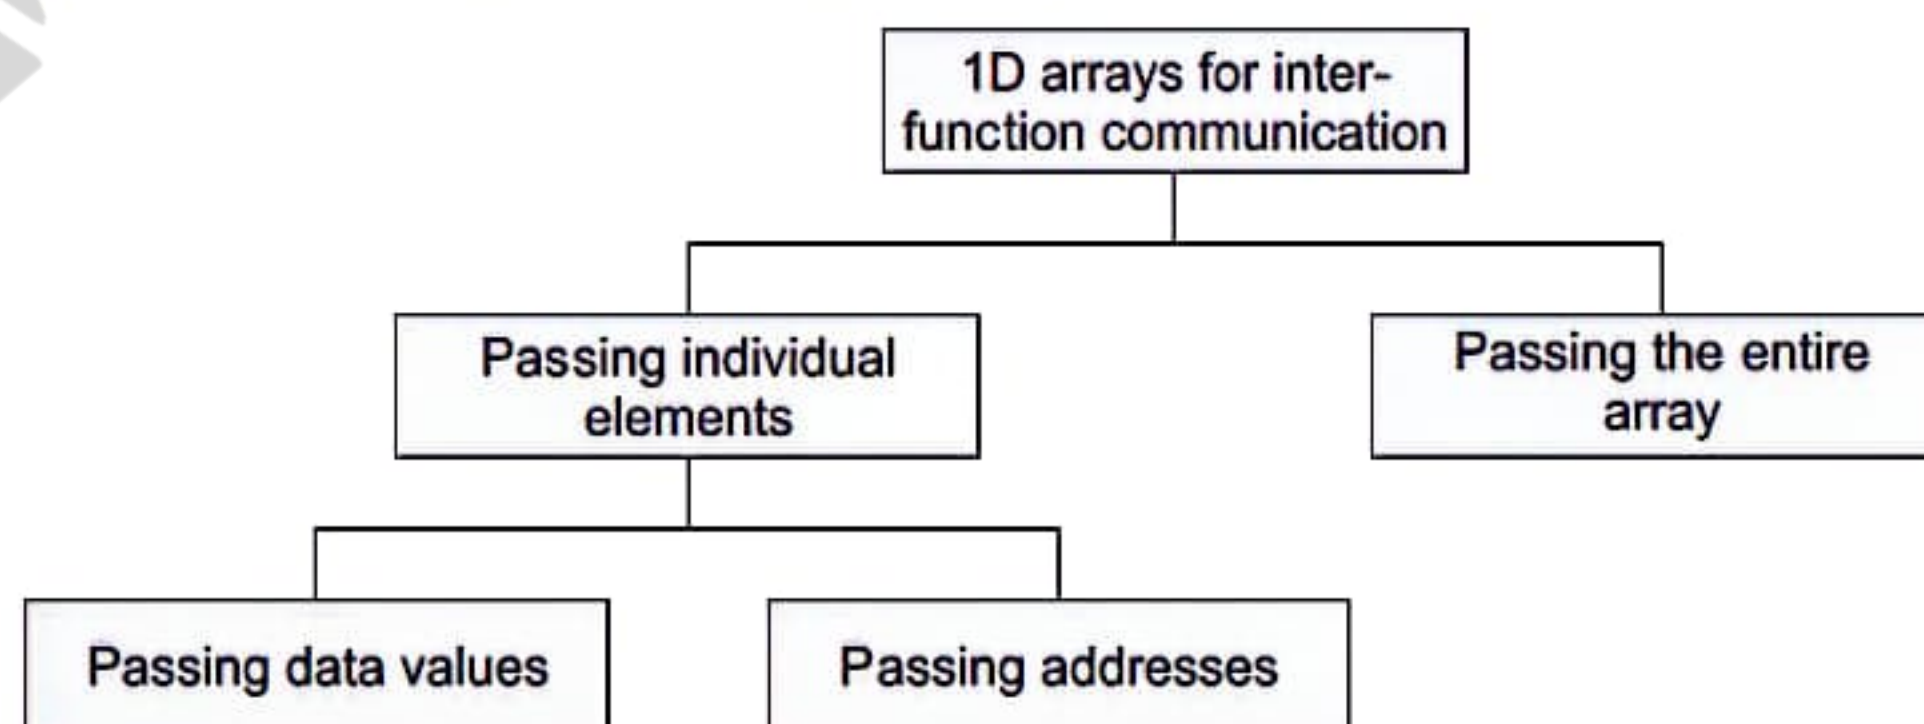 1D arrays for inter-
function communication
Passing individual
elements
Passing the entire
array
Passing data values
Passing addresses